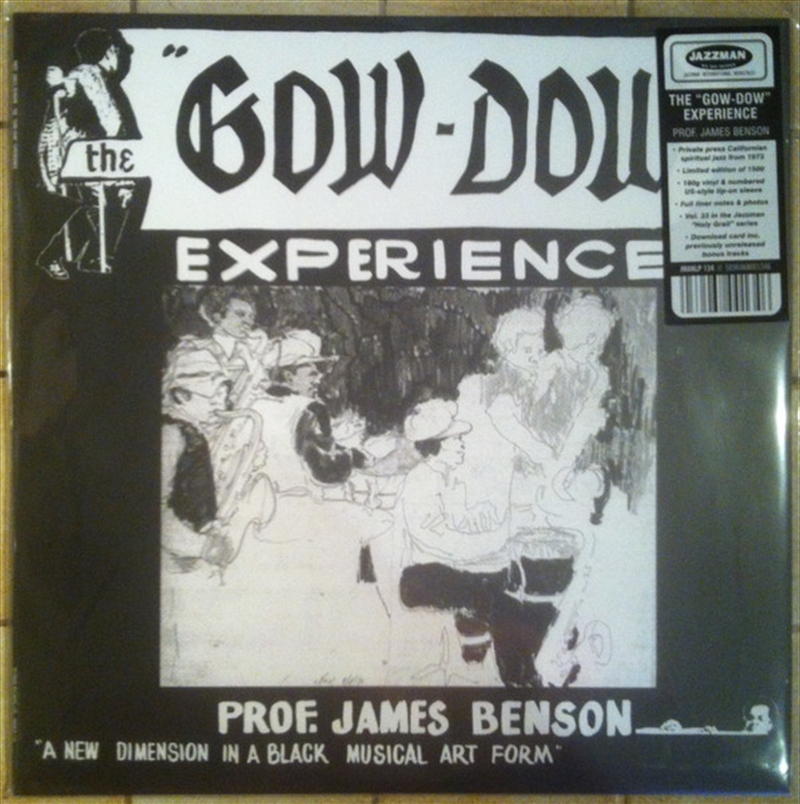 the
"GOW-DOW
EXPERIENCE
PROF. JAMES BENSON
"A NEW DIMENSION IN A BLACK MUSICAL ART FORM"
JAZZMAN
THE "GOW-DOW"
EXPERIENCE
PROF. JAMES BENSON
• Private press Californian
spiritual jazz from 1973
• Limited edition of 1500
• 180g vinyl & numbered
US-style tip-on sleeve
• Full liner notes & photos
• Vol. 23 in the Jazzman
"Holy Grail" series
• Download card inc.
previously unreleased
bonus tracks